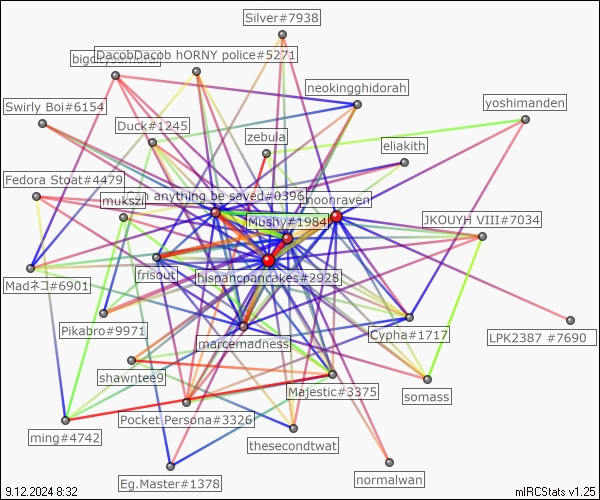 Silver#7938
DacobDacob hORNY police#5271
neokingghidorah
yoshimanden
Swirly Boi#6154
Duck#1245
zebula
eliakith
Fedora Stoat#4479
Can anything be saved#0396
mukszi
moonraven
Moshy#1984
JKOUYH VIII#7034
frisout
hispancpancakes#2928
Madネコ#6901
Pikabro#9971
marcemadness
Cypha#1717
LPK2387 #7690
shawntee9
Majestic#3375
somass
Pocket Persona#3326
ming#4742
thesecondtwat
Eg.Master#1378
normalwan
9.12.2024 8:32
mIRCStats v1.25